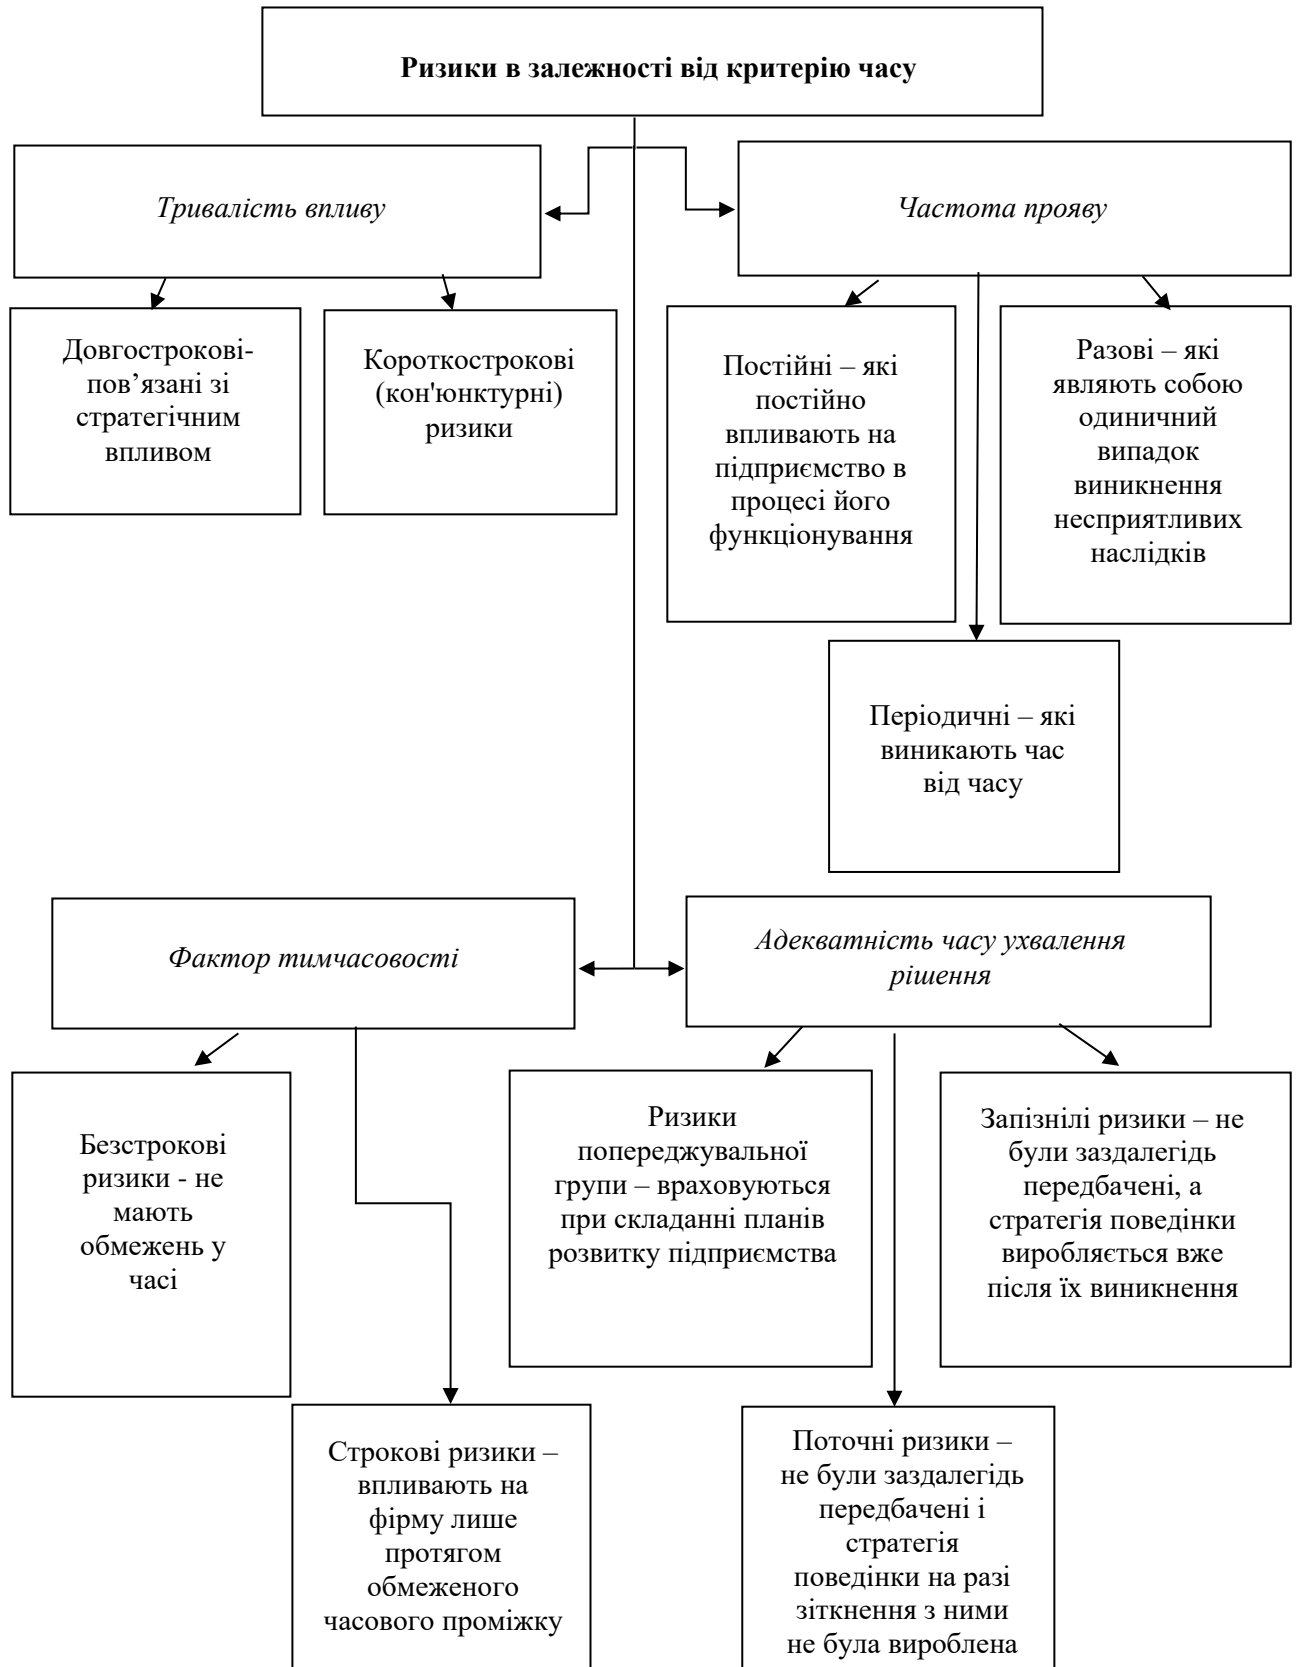 Ризики в залежності від критерію часу
Тривалість впливу
Частота прояву
Довгострокові-
пов’язані зі
стратегічним
впливом
Короткострокові
(кон'юнктурні)
ризики
Постійні – які
постійно
впливають на
підприємство в
процесі його
функціонування
Разові – які
являють собою
одиничний
випадок
виникнення
несприятливих
наслідків
Періодичні – які
виникають час
від часу
Фактор тимчасовості
Адекватність часу ухвалення
рішення
Безстрокові
ризики - не
мають
обмежень у
часі
Ризики
попереджувальної
групи – враховуються
при складанні планів
розвитку підприємства
Запізнілі ризики – не
були заздалегідь
передбачені, а
стратегія поведінки
виробляється вже
після їх виникнення
Строкові ризики –
впливають на
фірму лише
протягом
обмеженого
часового проміжку
Поточні ризики –
не були заздалегідь
передбачені і
стратегія
поведінки на разі
зіткнення з ними
не була вироблена